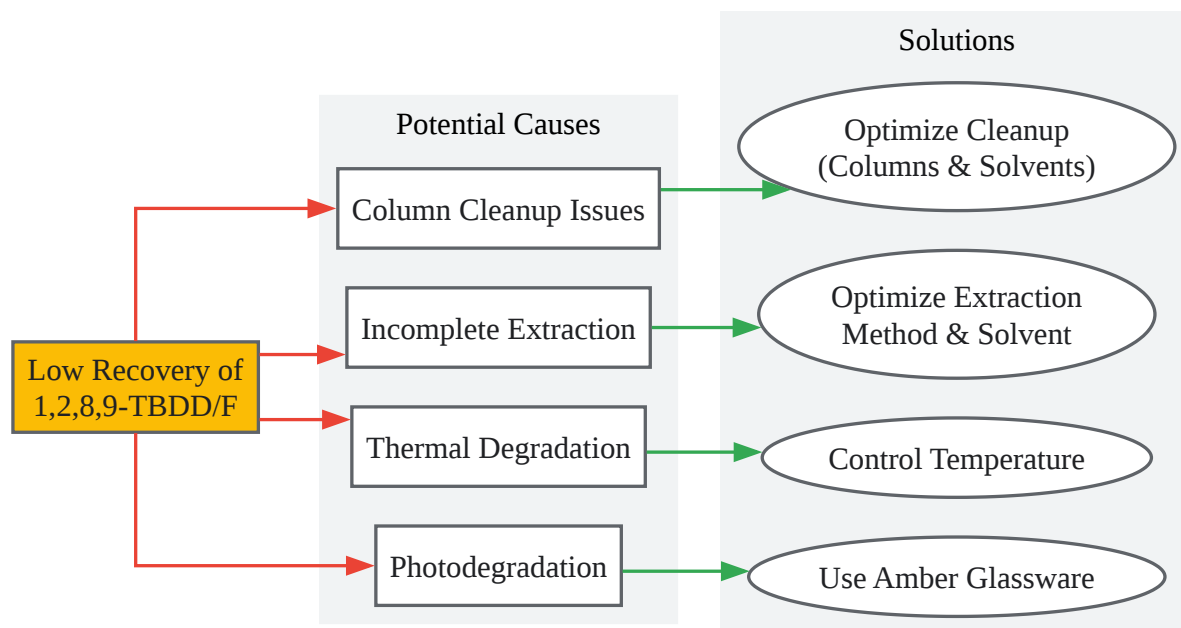 Solutions
Potential Causes
Optimize Cleanup
(Columns & Solvents)
Column Cleanup Issues
Optimize Extraction
Method & Solvent
Incomplete Extraction
Low Recovery of
1,2,8,9-TBDD/F
Thermal Degradation
Control Temperature
Photodegradation
Use Amber Glassware